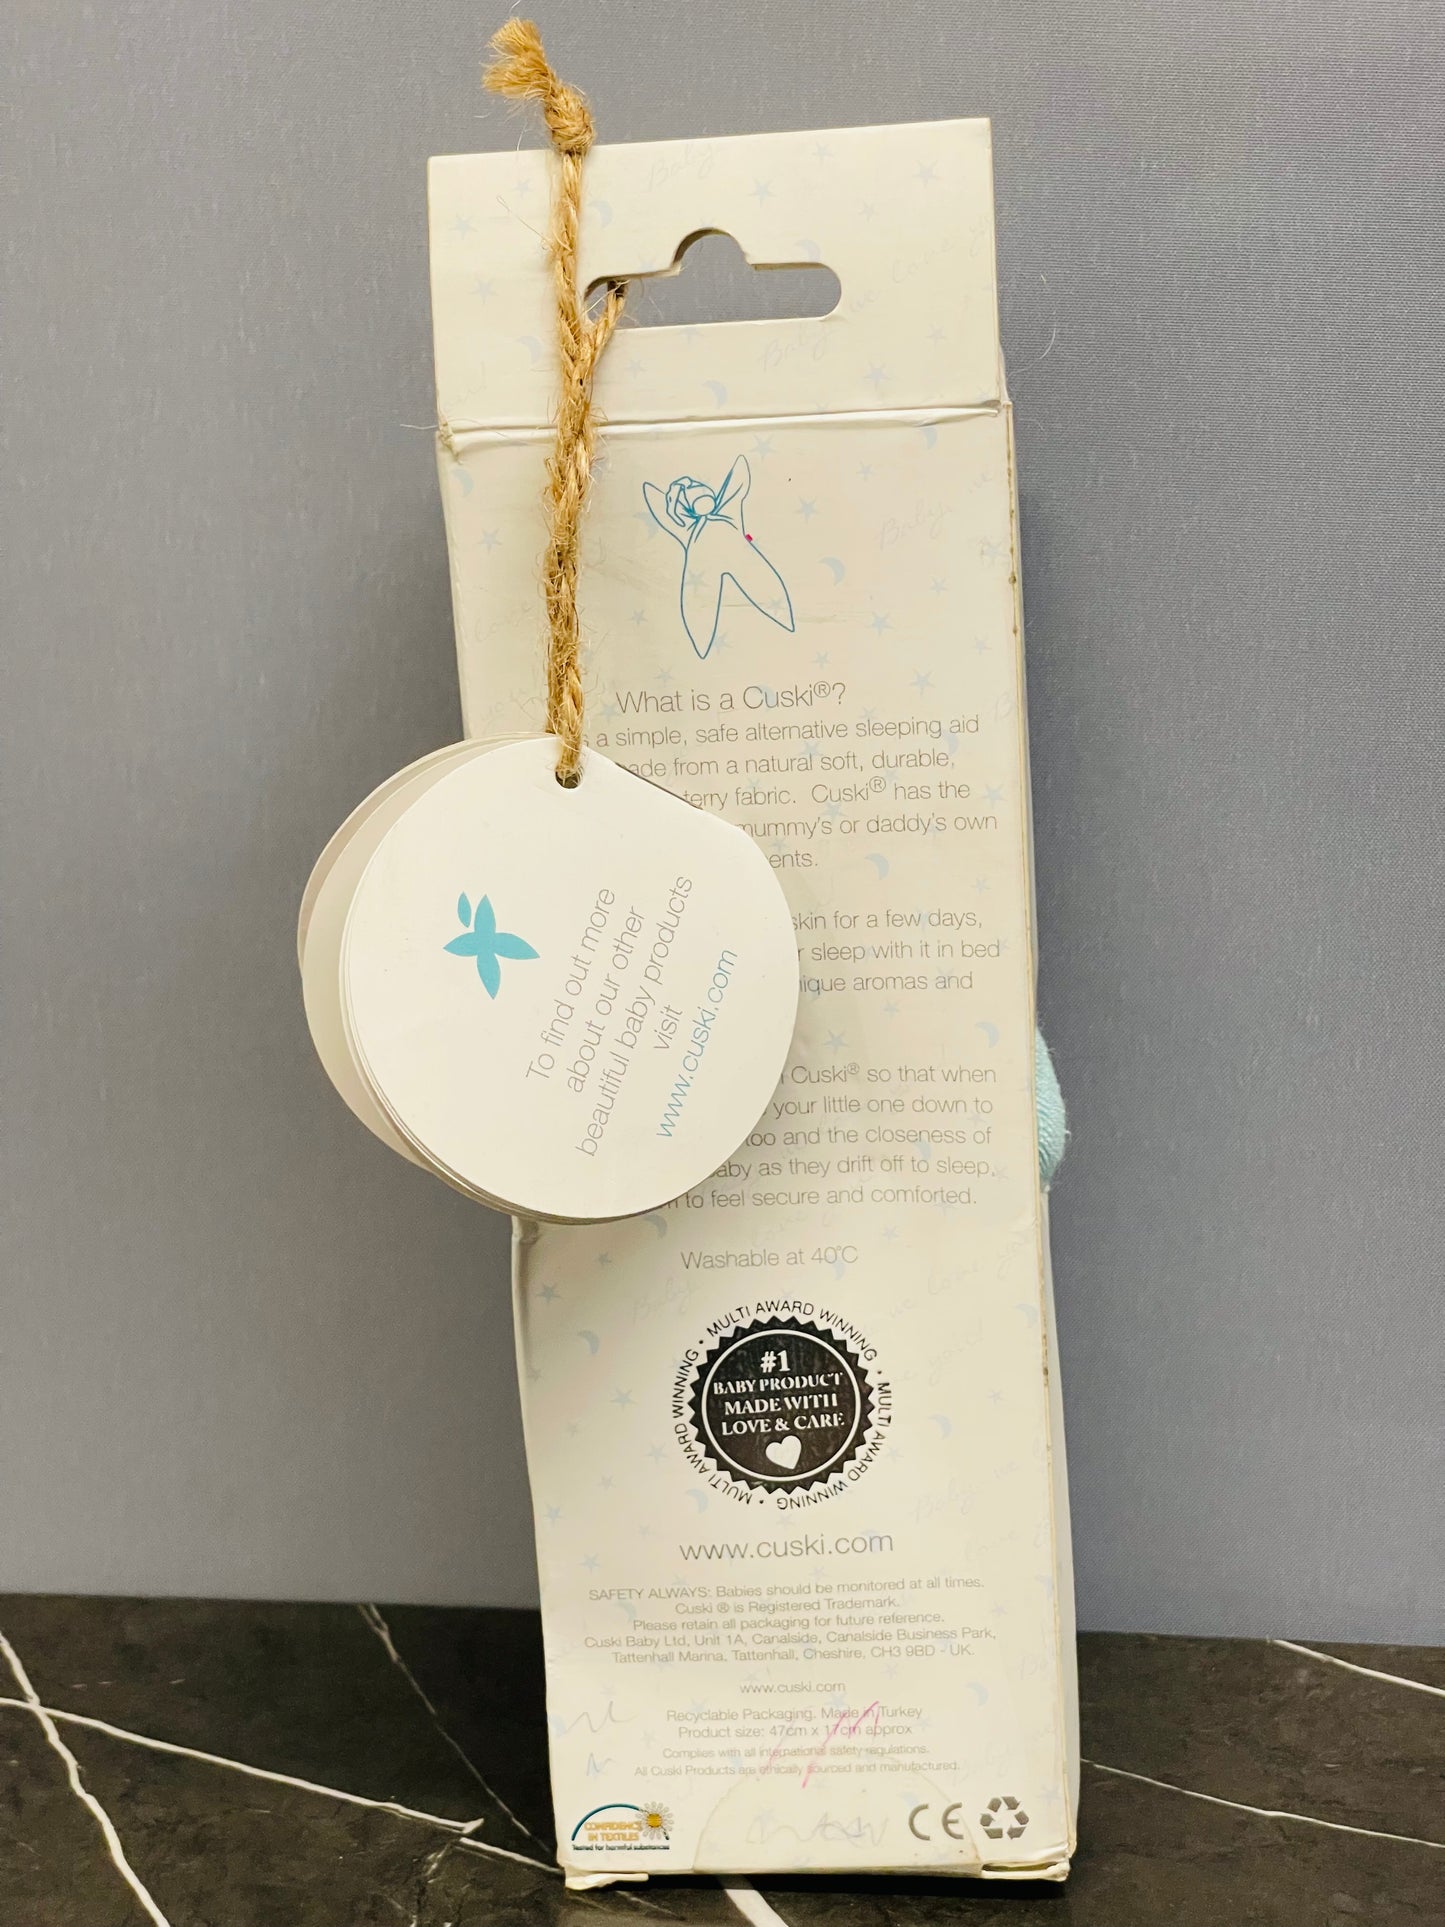 What is a Cuski®?
a simple, safe alternative sleeping aid
from a natural soft, durable,
terry fabric. Cuski® has the
mummy's or daddy's own
skin for a few days,
sleep with it in bed
aromas and
Cuski® so that when
your little one down to
too and the closeness of
as they drift off to sleep,
to feel secure and comforted.
Washable at 40°C
To find out more
about our other
beautiful baby products
visit
www.cuski.com
MULTI AWARD WINNING • MULTI AWARD WINNING • MULTI AWARD WINNING •
#1
BABY PRODUCT
MADE WITH
LOVE & CARE
www.cuski.com
SAFETY ALWAYS: Babies should be monitored at all times.
Cuski ® is Registered Trademark.
Please retain all packaging for future reference.
Cuski Baby Ltd, Unit 1A, Canalside, Canalside Business Park,
Tattenhall Marina, Tattenhall, Cheshire, CH3 9BD - UK.
www.cuski.com
Recyclable Packaging. Made in Turkey
Product size: 47cm x 17cm approx
Complies with all international safety regulations.
All Cuski Products are ethically sourced and manufactured.
CONFIDENCE
IN TEXTILES
Tested for harmful substances
CE